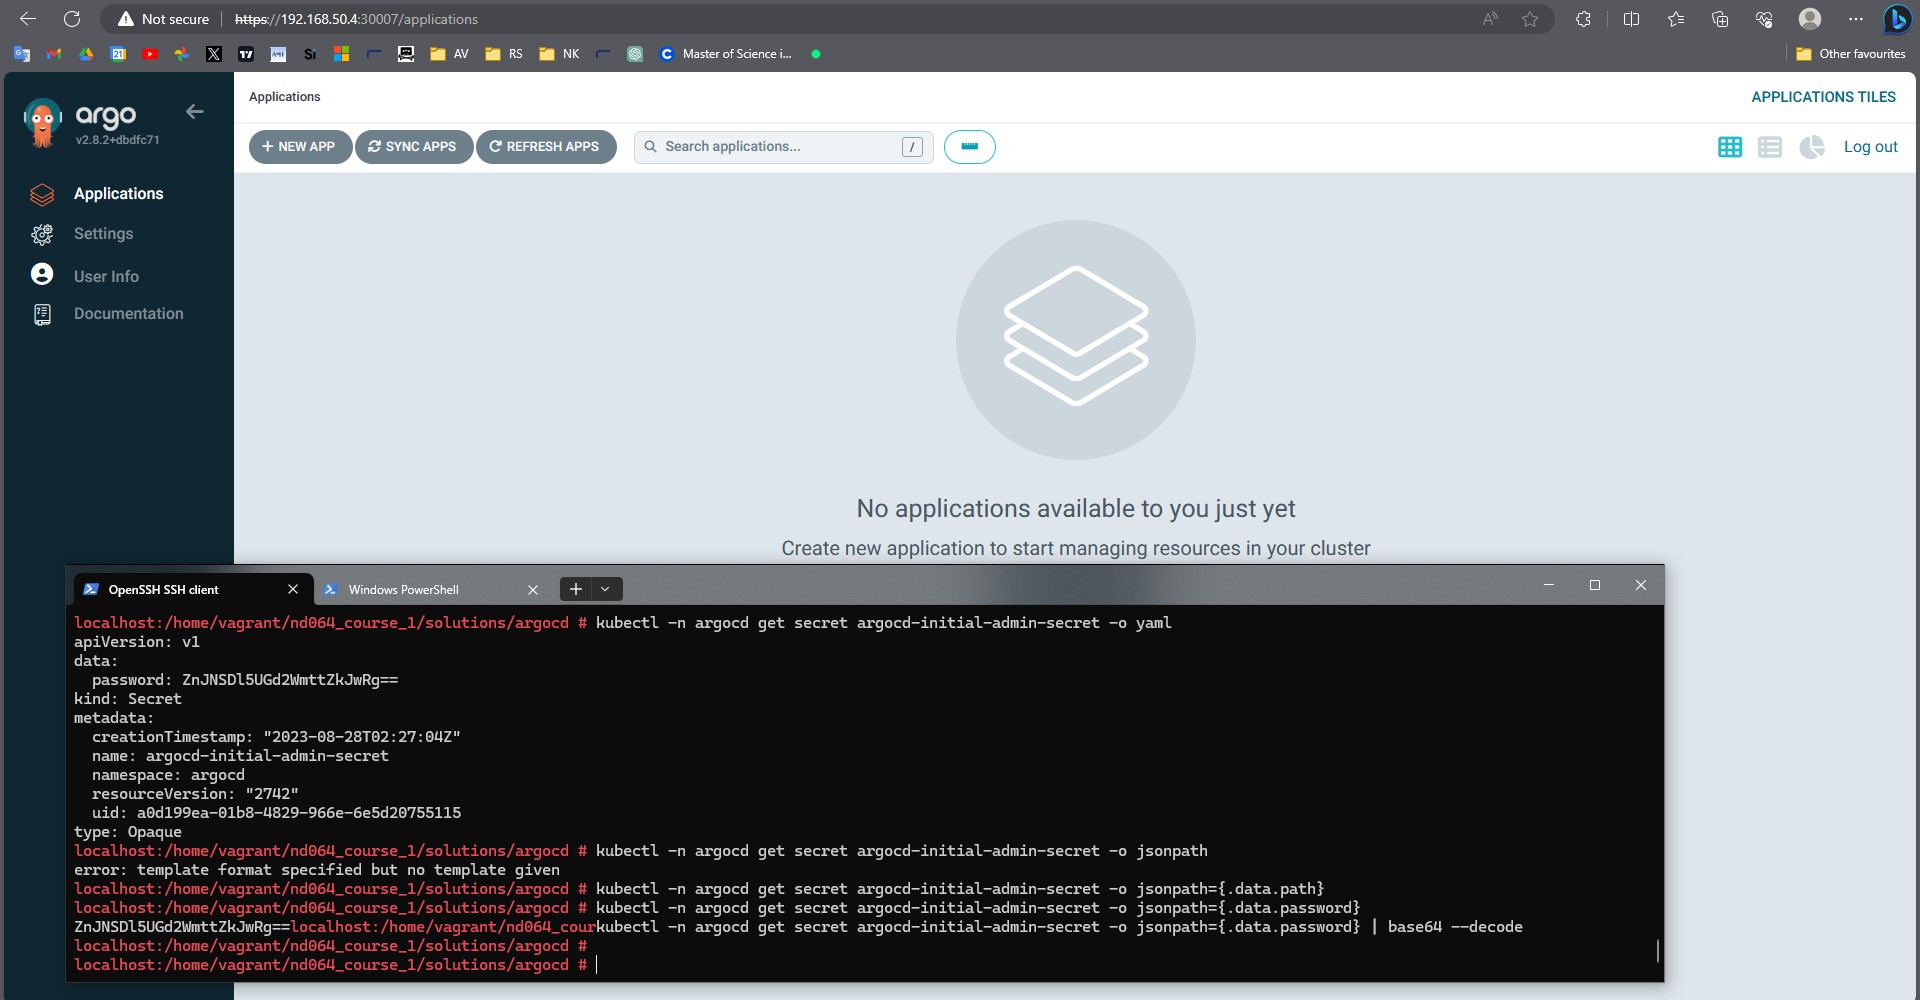 Not secure
https://192.168.50.4:30007/applications
AV
RS
NK
Master of Science i...
Other favourites
argo
v2.8.2+dbdfc71
Applications
Settings
User Info
Documentation
Applications
APPLICATIONS TILES
+ NEW APP
SYNC APPS
REFRESH APPS
Search applications...
/
Log out
No applications available to you just yet
Create new application to start managing resources in your cluster
OpenSSH SSH client
Windows PowerShell
localhost:/home/vagrant/nd064_course_1/solutions/argocd # kubectl -n argocd get secret argocd-initial-admin-secret -o yaml
apiVersion: v1
data:
  password: ZnJNSDl5UGd2WmttZkJwRg==
kind: Secret
metadata:
  creationTimestamp: "2023-08-28T02:27:04Z"
  name: argocd-initial-admin-secret
  namespace: argocd
  resourceVersion: "2742"
  uid: a0d199ea-01b8-4829-966e-6e5d20755115
type: Opaque
localhost:/home/vagrant/nd064_course_1/solutions/argocd # kubectl -n argocd get secret argocd-initial-admin-secret -o jsonpath
error: template format specified but no template given
localhost:/home/vagrant/nd064_course_1/solutions/argocd # kubectl -n argocd get secret argocd-initial-admin-secret -o jsonpath={.data.path}
localhost:/home/vagrant/nd064_course_1/solutions/argocd # kubectl -n argocd get secret argocd-initial-admin-secret -o jsonpath={.data.password}
ZnJNSDl5UGd2WmttZkJwRg==localhost:/home/vagrant/nd064_courkubectl -n argocd get secret argocd-initial-admin-secret -o jsonpath={.data.password} | base64 --decode
localhost:/home/vagrant/nd064_course_1/solutions/argocd #
localhost:/home/vagrant/nd064_course_1/solutions/argocd #